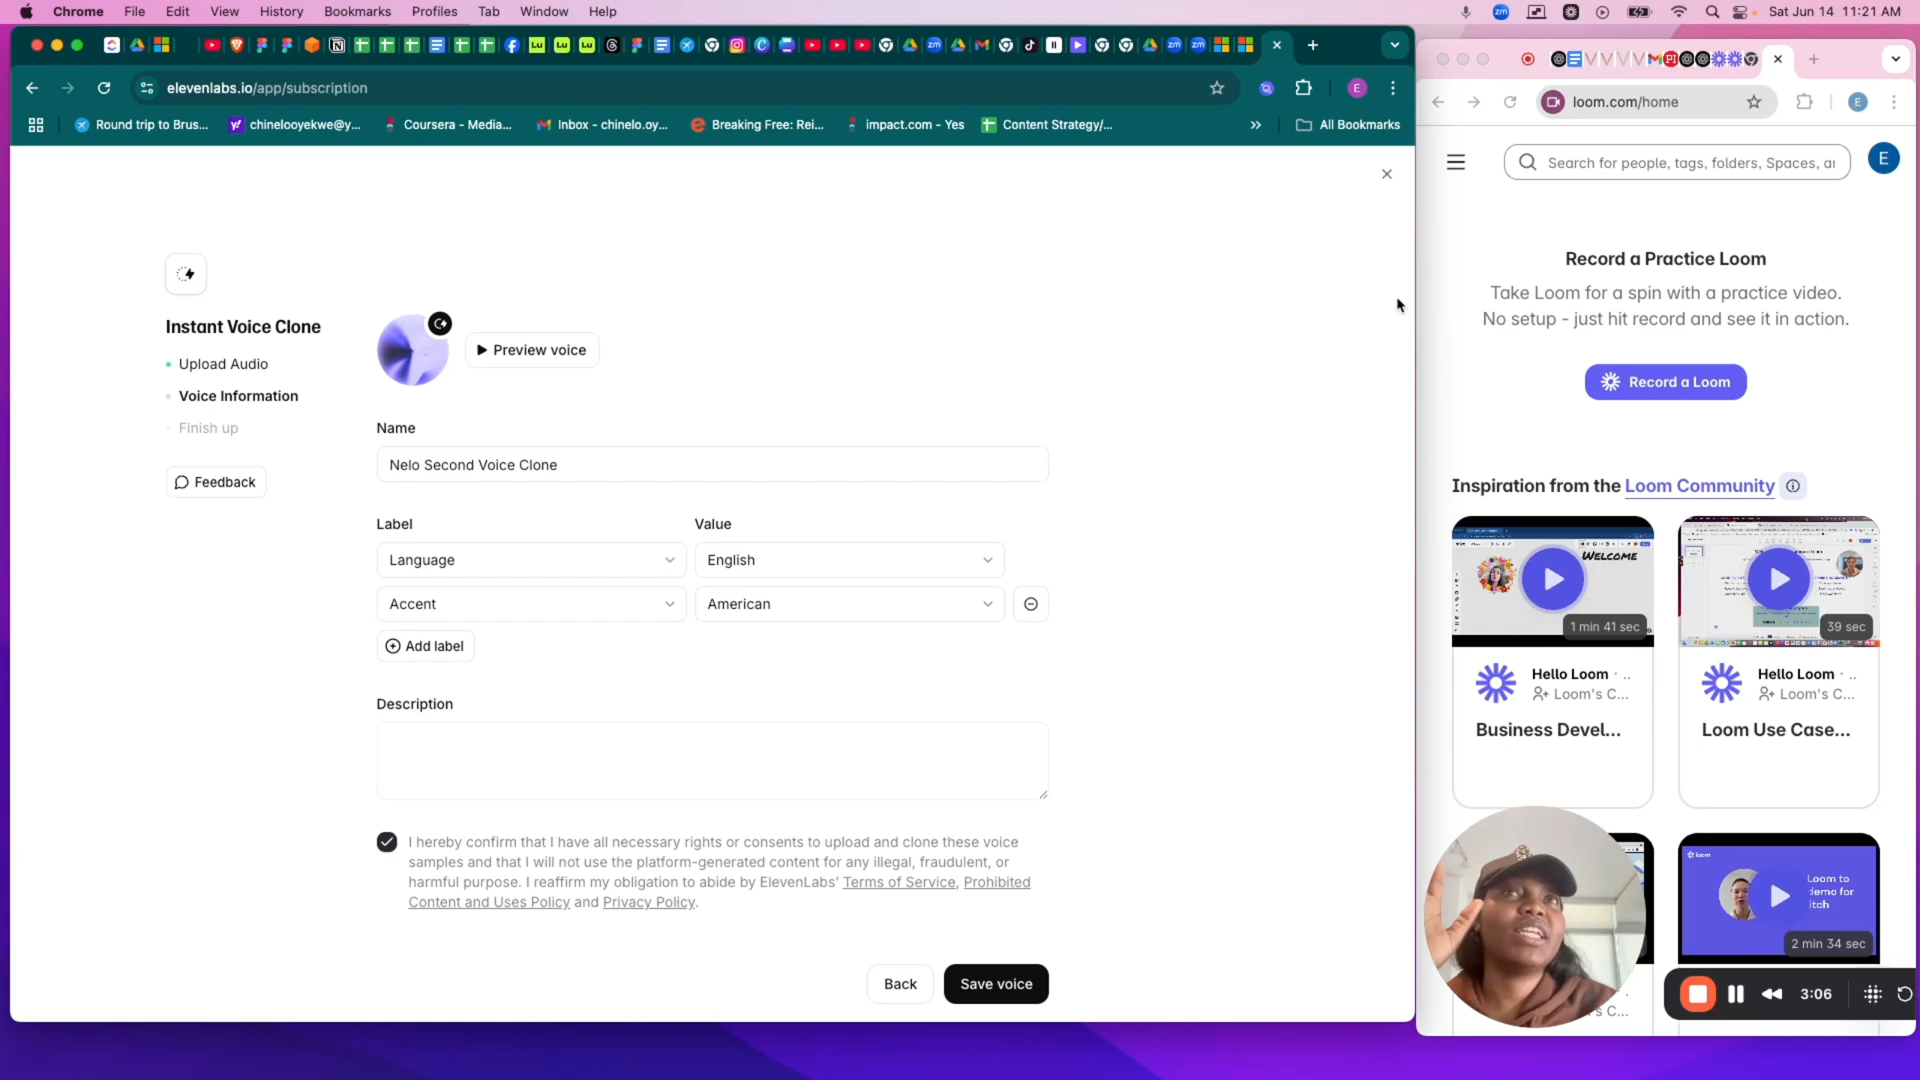 Chrome File Edit View History Bookmarks Profiles Tab Window Help
zm
Sat Jun 14 11:21 AM
elevenlabs.io/app/subscription
E
Round trip to Brus...
chinelooyekwe@y...
Coursera - Media...
Inbox - chinelo.oy...
Breaking Free: Rei...
impact.com - Yes
Content Strategy/...
»
All Bookmarks
Instant Voice Clone
Upload Audio
Voice Information
Finish up
Feedback
Preview voice
Name
Nelo Second Voice Clone
Label Value
Language English
Accent American
Add label
Description
I hereby confirm that I have all necessary rights or consents to upload and clone these voice
samples and that I will not use the platform-generated content for any illegal, fraudulent, or
harmful purpose. I reaffirm my obligation to abide by ElevenLabs' Terms of Service, Prohibited
Content and Uses Policy and Privacy Policy.
Back Save voice
loom.com/home
E
Search for people, tags, folders, Spaces, ar
E
Record a Practice Loom
Take Loom for a spin with a practice video.
No setup - just hit record and see it in action.
Record a Loom
Inspiration from the Loom Community
WELCOME
1 min 41 sec
39 sec
Hello Loom · ..
Loom's C...
Business Devel...
Hello Loom · ..
Loom's C...
Loom Use Case...
loom
Loom to
demo for
itch
2 min 34 sec
's C...
3:06